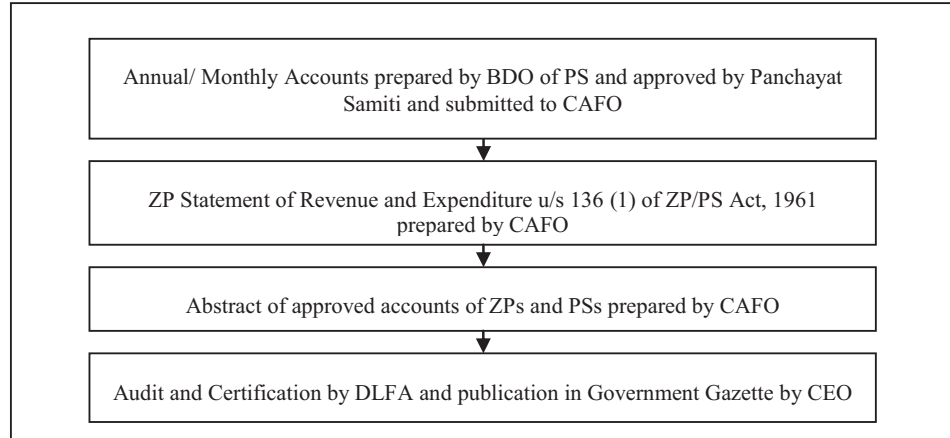 Annual/ Monthly Accounts prepared by BDO of PS and approved by Panchayat
Samiti and submitted to CAFO
ZP Statement of Revenue and Expenditure u/s 136 (1) of ZP/PS Act, 1961
prepared by CAFO
Abstract of approved accounts of ZPs and PSs prepared by CAFO
Audit and Certification by DLFA and publication in Government Gazette by CEO